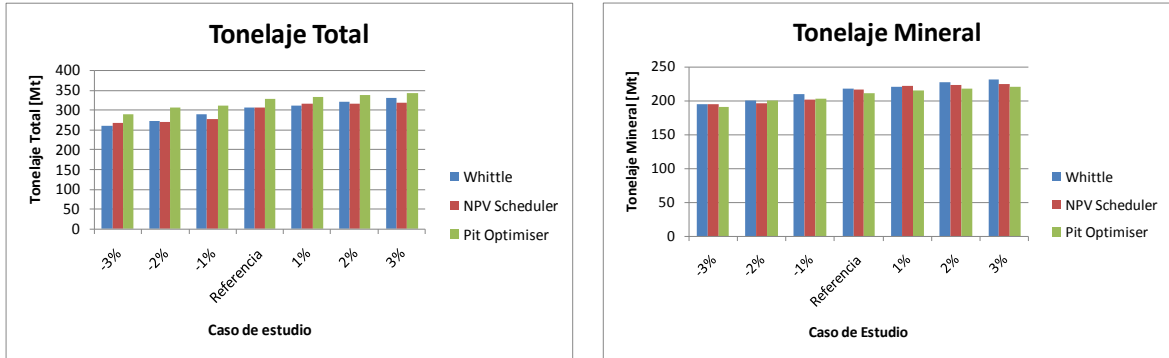 Tonelaje Total
Tonelaje Total [Mt]
400
350
300
250
200
150
100
50
0
-3%
-2%
-1%
Referencia
1%
2%
3%
Caso de estudio
Whittle
NPV Scheduler
Pit Optimiser
Tonelaje Mineral
Tonelaje Mineral [Mt]
250
200
150
100
50
0
-3%
-2%
-1%
Referencia
1%
2%
3%
Caso de Estudio
Whittle
NPV Scheduler
Pit Optimiser